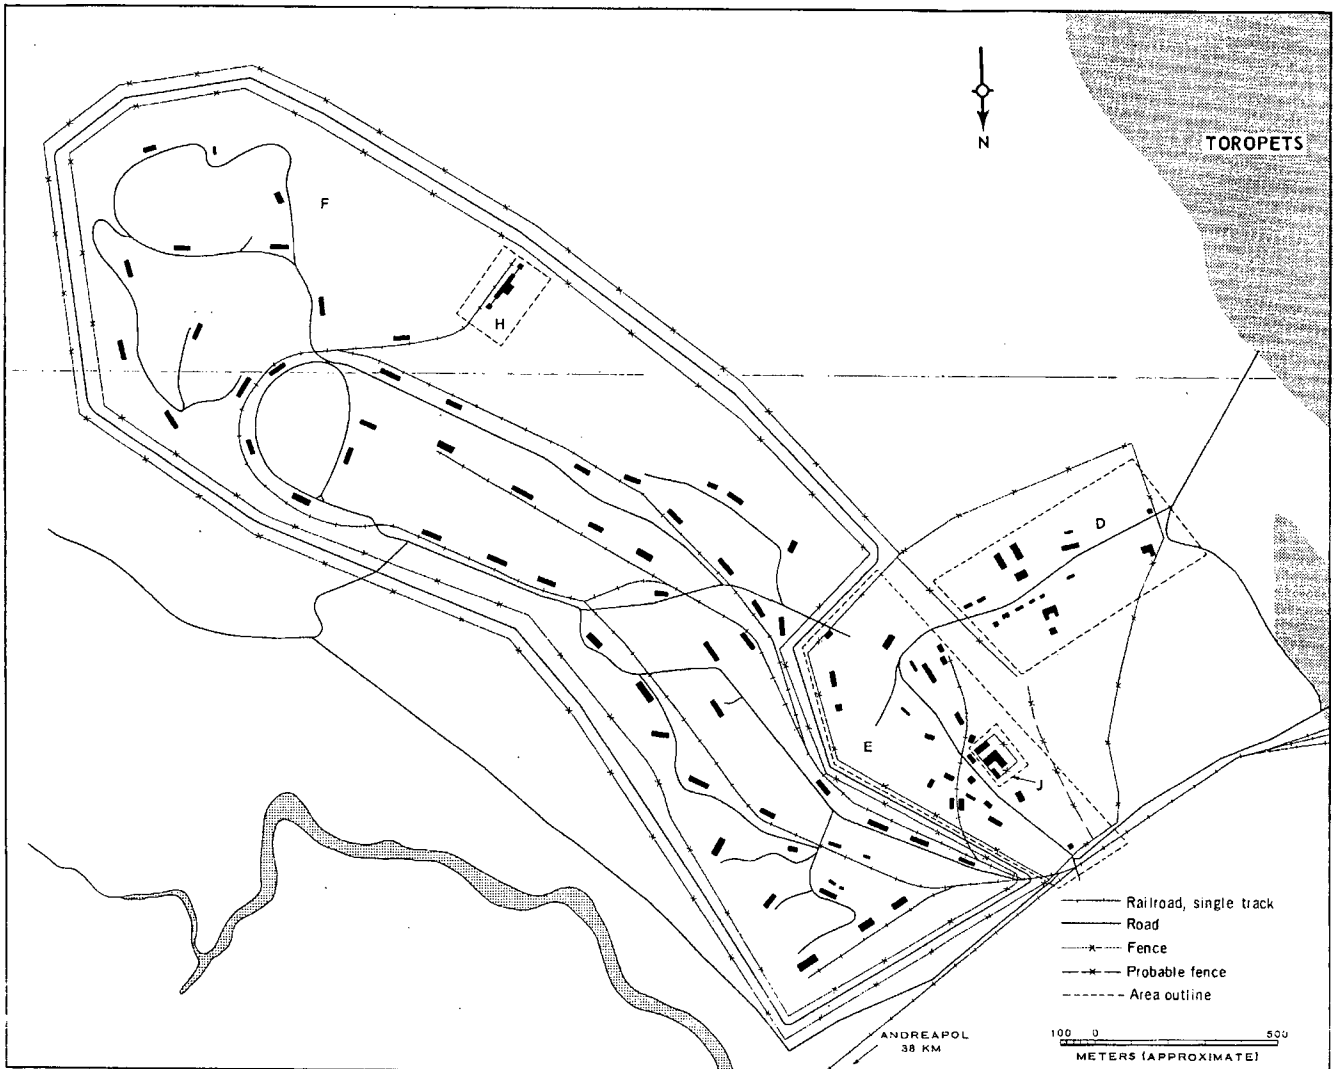 N
TOROPETS
F
H
D
E
J
Railroad, single track
Road
Fence
Probable fence
Area outline
ANDREAPOL
38 KM
100 0 500
METERS (APPROXIMATE)